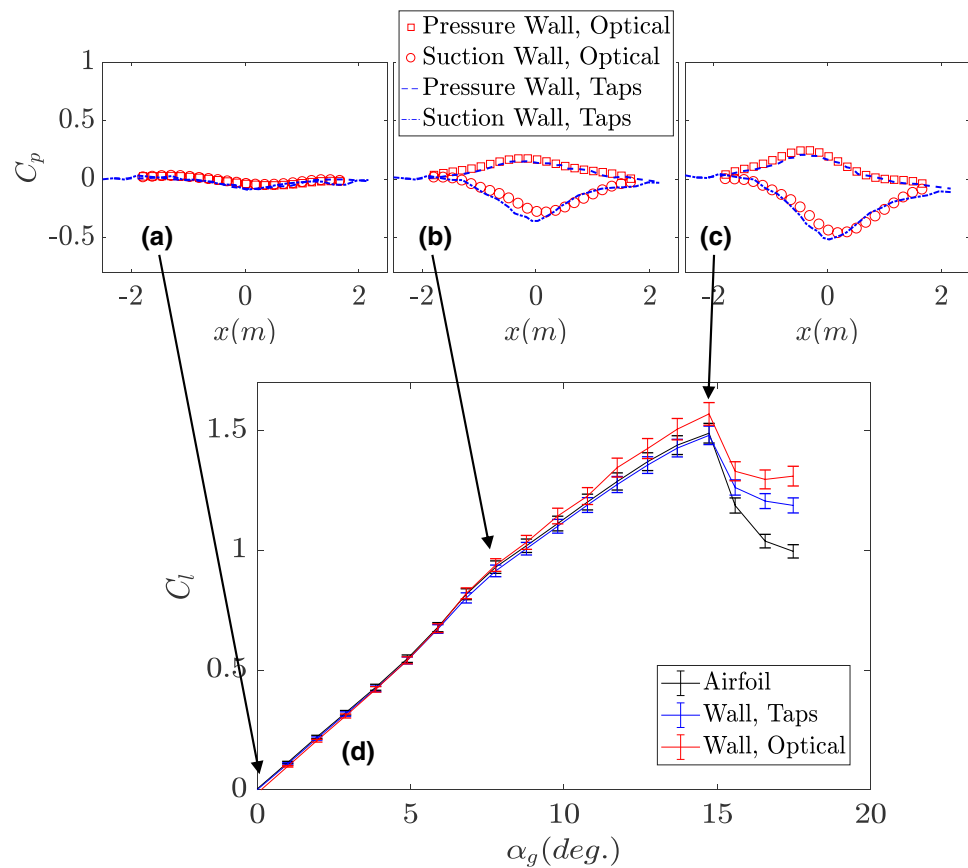 Pressure Wall, Optical
Suction Wall, Optical
Pressure Wall, Taps
Suction Wall, Taps
1
0.5
0
-0.5
C_p
(a)
(b)
(c)
-2 0 2
-2 0 2
-2 0 2
x(m)
x(m)
x(m)
1.5
1
0.5
0
C_l
(d)
Airfoil
Wall, Taps
Wall, Optical
0 5 10 15 20
α_g(deg.)